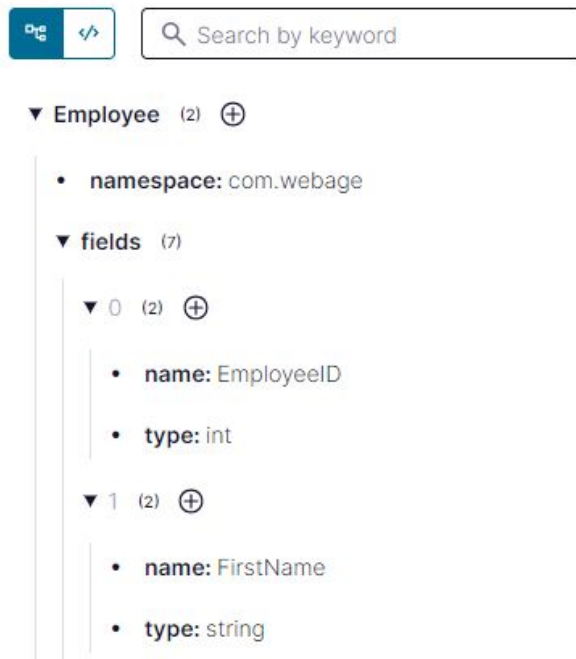 </>
Search by keyword
Employee (2)
namespace: com.webage
fields (7)
0 (2)
name: EmployeeID
type: int
1 (2)
name: FirstName
type: string